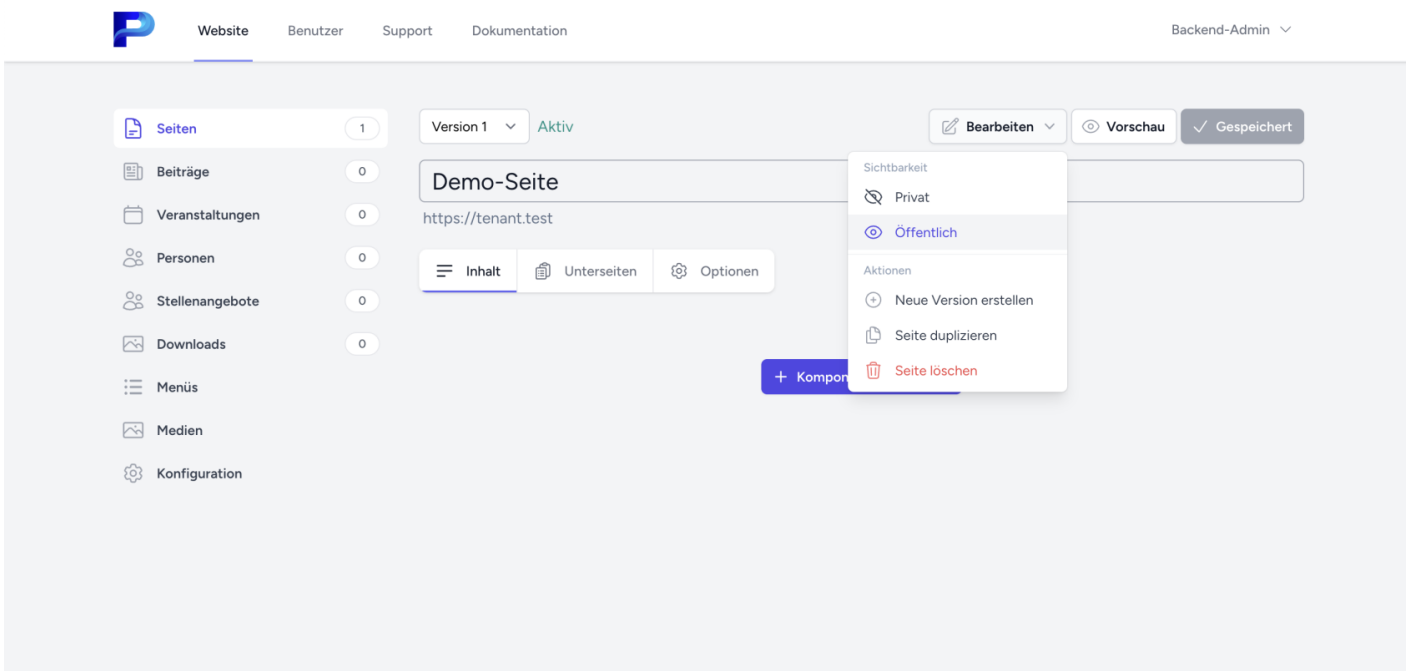 Website Benutzer Support Dokumentation Backend-Admin
Seiten 1
Beiträge 0
Veranstaltungen 0
Personen 0
Stellenangebote 0
Downloads 0
Menüs
Medien
Konfiguration
Version 1 Aktiv Bearbeiten Vorschau Gespeichert
Demo-Seite
https://tenant.test
Inhalt Unterseiten Optionen
Sichtbarkeit
Privat
Öffentlich
Aktionen
Neue Version erstellen
Seite duplizieren
Seite löschen
+ Kompon